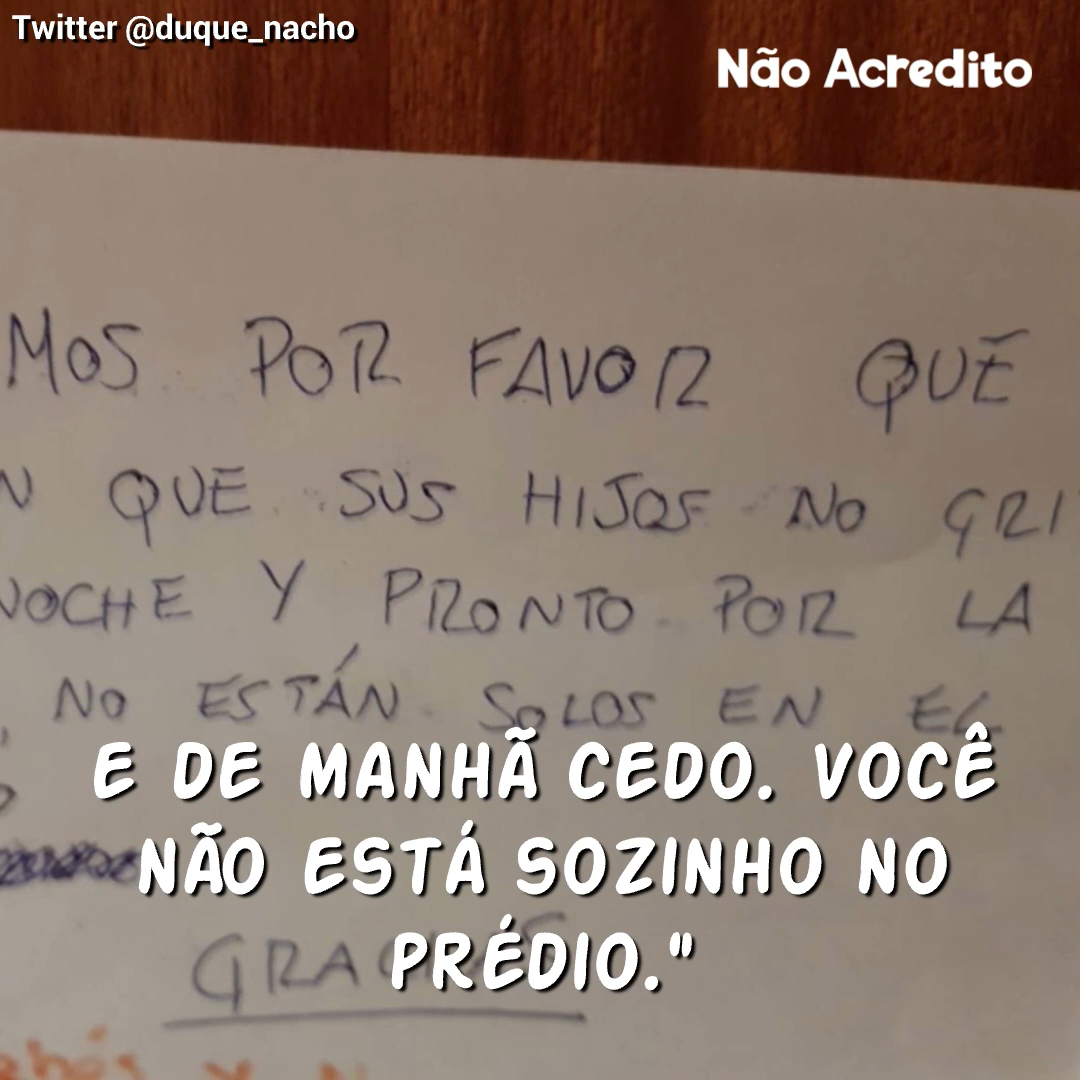 Twitter @duque_nacho
Não Acredito
MOS POR FAVOR QUE
N QUE SUS HIJOS NO GRI
NOCHE Y PRONTO POR LA
NO ESTÁN SOLOS EN EL
E DE MANHÃ CEDO. VOCÊ
NÃO ESTÁ SOZINHO NO
PRÉDIO."